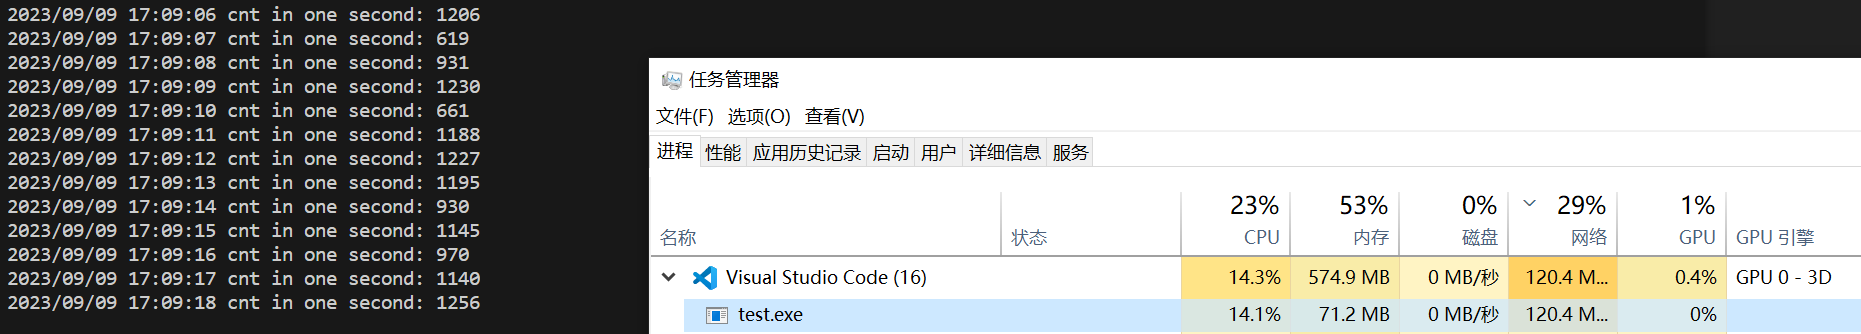 2023/09/09 17:09:06 cnt in one second: 1206
2023/09/09 17:09:07 cnt in one second: 619
2023/09/09 17:09:08 cnt in one second: 931
2023/09/09 17:09:09 cnt in one second: 1230
2023/09/09 17:09:10 cnt in one second: 661
2023/09/09 17:09:11 cnt in one second: 1188
2023/09/09 17:09:12 cnt in one second: 1227
2023/09/09 17:09:13 cnt in one second: 1195
2023/09/09 17:09:14 cnt in one second: 930
2023/09/09 17:09:15 cnt in one second: 1145
2023/09/09 17:09:16 cnt in one second: 970
2023/09/09 17:09:17 cnt in one second: 1140
2023/09/09 17:09:18 cnt in one second: 1256
任务管理器
文件(F) 选项(O) 查看(V)
进程 性能 应用历史记录 启动 用户 详细信息 服务
23% 53% 0% 29% 1%
名称 状态 CPU 内存 磁盘 网络 GPU GPU 引擎
Visual Studio Code (16) 14.3% 574.9 MB 0 MB/秒 120.4 M... 0.4% GPU 0 - 3D
test.exe 14.1% 71.2 MB 0 MB/秒 120.4 M... 0%